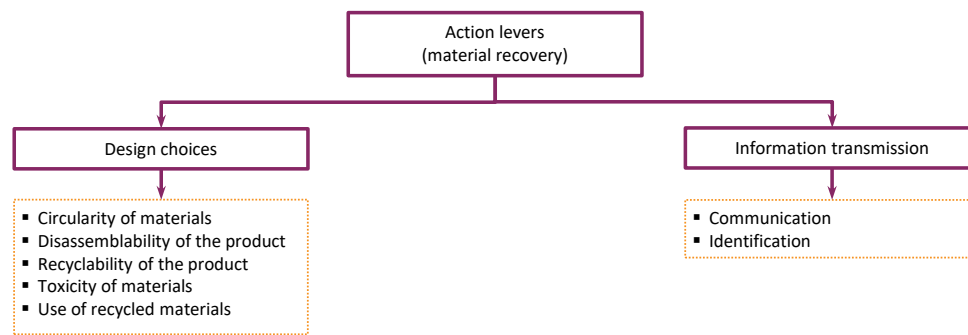 Action levers
(material recovery)
Design choices
Information transmission
▪ Circularity of materials
▪ Disassemblability of the product
▪ Recyclability of the product
▪ Toxicity of materials
▪ Use of recycled materials
▪ Communication
▪ Identification